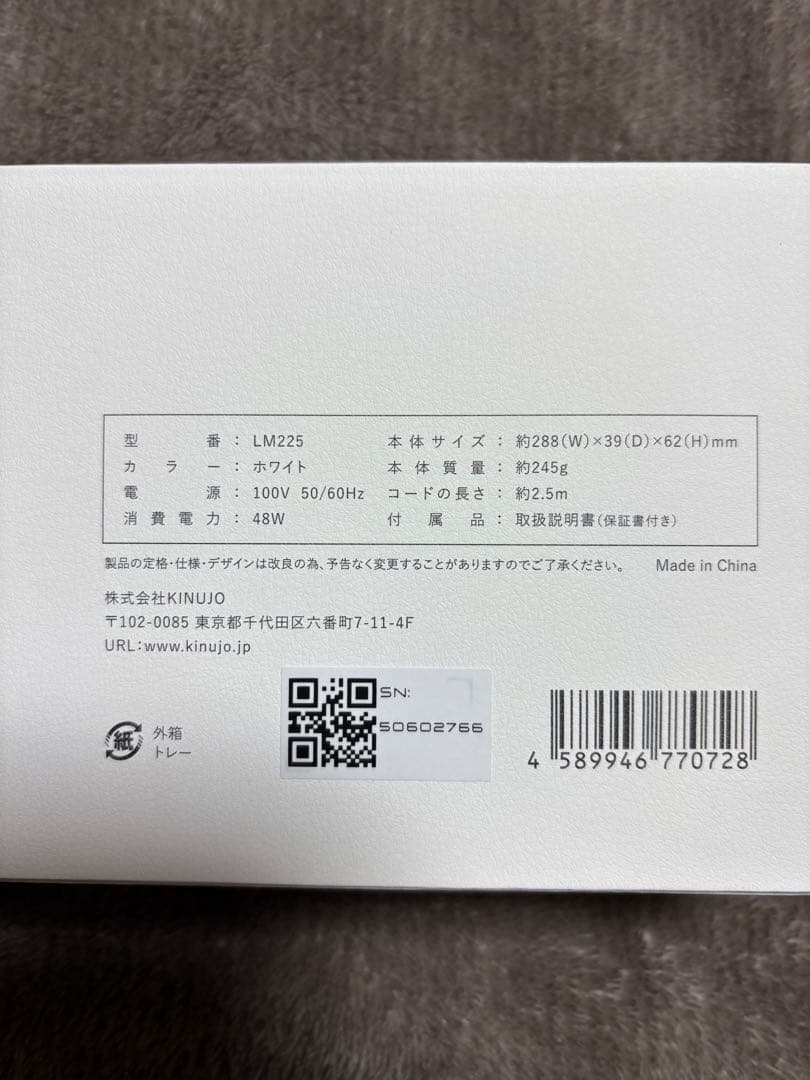 型番：LM225 本体サイズ：約288(W)×39(D)×62(H)mm
カラー：ホワイト 本体質量：約245g
電源：100V 50/60Hz コードの長さ：約2.5m
消費電力：48W 付属品：取扱説明書(保証書付き)
製品の定格・仕様・デザインは改良の為、予告なく変更することがありますのでご了承ください。 Made in China
株式会社KINUJO
〒102-0085 東京都千代田区六番町7-11-4F
URL：www.kinujo.jp
紙 外箱
トレー
SN:
50602766
4 589946 770728